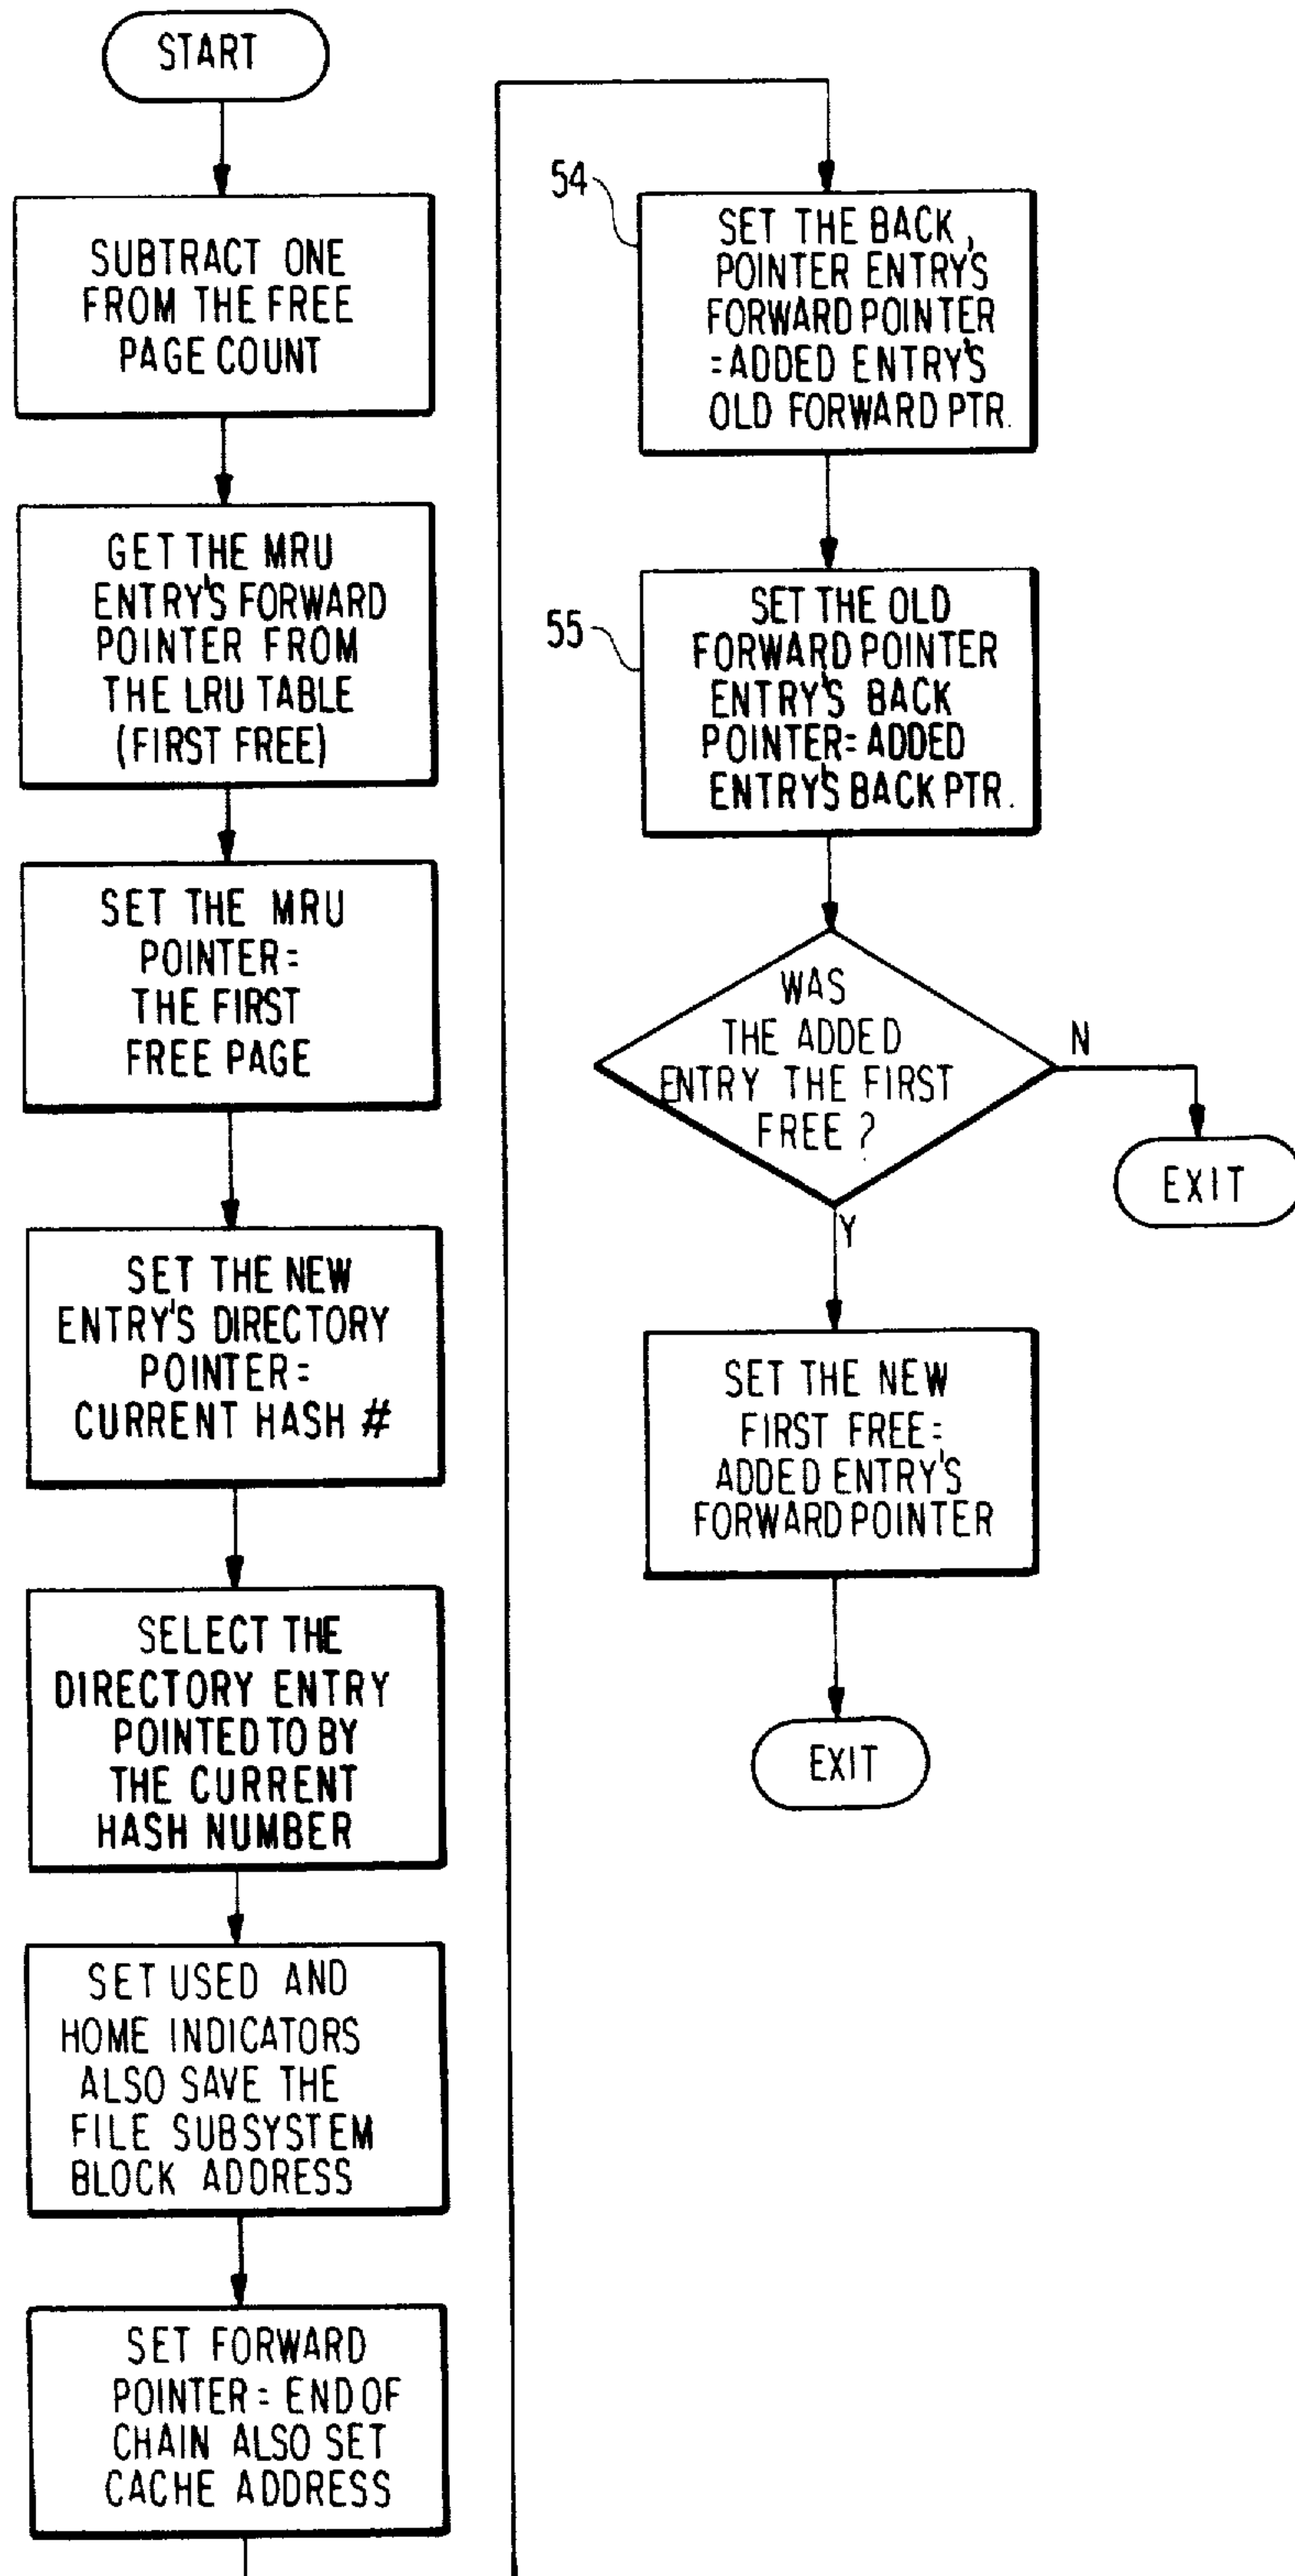 START
SUBTRACT ONE
FROM THE FREE
PAGE COUNT
GET THE MRU
ENTRY'S FORWARD
POINTER FROM
THE LRU TABLE
(FIRST FREE)
SET THE MRU
POINTER=
THE FIRST
FREE PAGE
SET THE NEW
ENTRY'S DIRECTORY
POINTER=
CURRENT HASH #
SELECT THE
DIRECTORY ENTRY
POINTED TO BY
THE CURRENT
HASH NUMBER
SET USED AND
HOME INDICATORS
ALSO SAVE THE
FILE SUBSYSTEM
BLOCK ADDRESS
SET FORWARD
POINTER = END OF
CHAIN ALSO SET
CACHE ADDRESS
54
SET THE BACK
POINTER ENTRY'S
FORWARD POINTER
=ADDED ENTRY'S
OLD FORWARD PTR.
55
SET THE OLD
FORWARD POINTER
ENTRY'S BACK
POINTER= ADDED
ENTRY'S BACK PTR.
WAS
THE ADDED
ENTRY THE FIRST
FREE ?
N
EXIT
Y
SET THE NEW
FIRST FREE=
ADDED ENTRY'S
FORWARD POINTER
EXIT